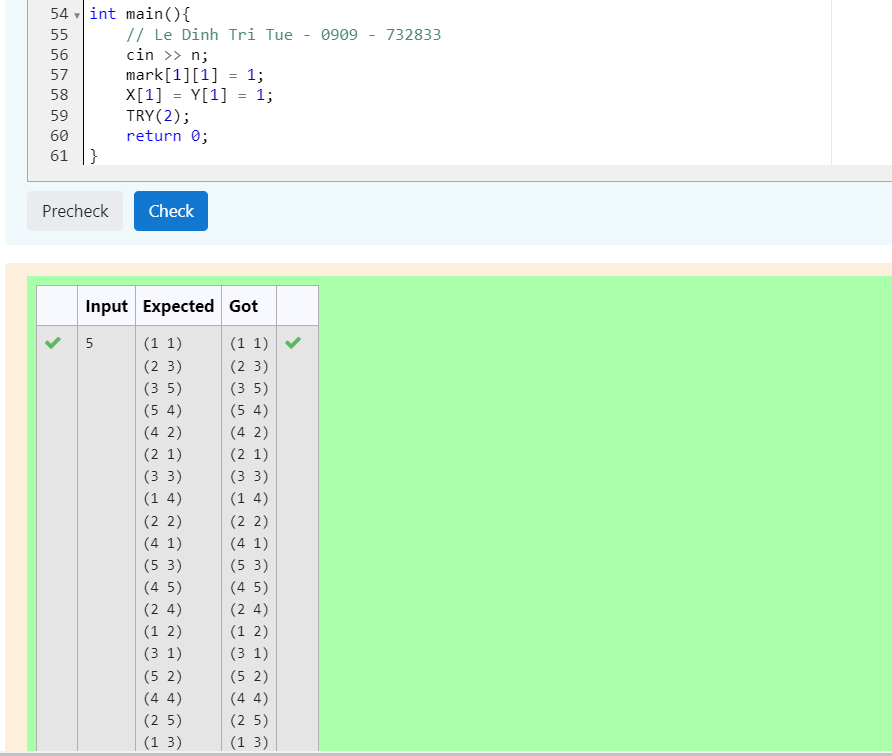 54 int main(){
55 // Le Dinh Tri Tue - 0909 - 732833
56 cin >> n;
57 mark[1][1] = 1;
58 X[1] = Y[1] = 1;
59 TRY(2);
60 return 0;
61 }
Precheck Check
Input Expected Got
5 (1 1) (1 1)
(2 3) (2 3)
(3 5) (3 5)
(5 4) (5 4)
(4 2) (4 2)
(2 1) (2 1)
(3 3) (3 3)
(1 4) (1 4)
(2 2) (2 2)
(4 1) (4 1)
(5 3) (5 3)
(4 5) (4 5)
(2 4) (2 4)
(1 2) (1 2)
(3 1) (3 1)
(5 2) (5 2)
(4 4) (4 4)
(2 5) (2 5)
(1 3) (1 3)